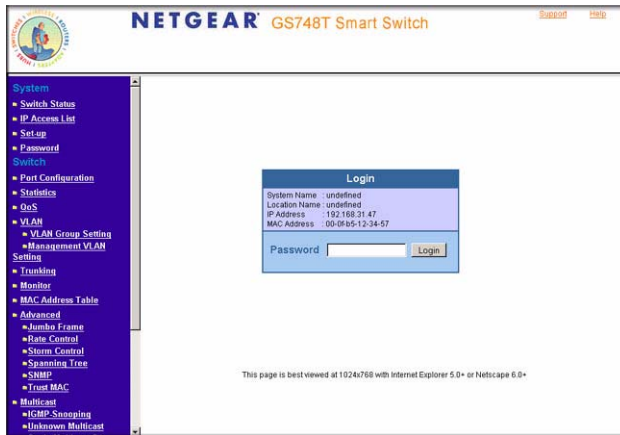 NETGEAR GS748T Smart Switch
Support Help
System
Switch Status
IP Access List
Set-up
Password
Switch
Port Configuration
Statistics
QoS
VLAN
VLAN Group Setting
Management VLAN
Setting
Trunking
Monitor
MAC Address Table
Advanced
Jumbo Frame
Rate Control
Storm Control
Spanning Tree
SNMP
Trust MAC
Multicast
IGMP-Snooping
Unknown Multicast
Login
System Name : undefined
Location Name : undefined
IP Address : 192.168.31.47
MAC Address : 00-0f-b5-12-34-57
Password Login
This page is best viewed at 1024x768 with Internet Explorer 5.0+ or Netscape 6.0+